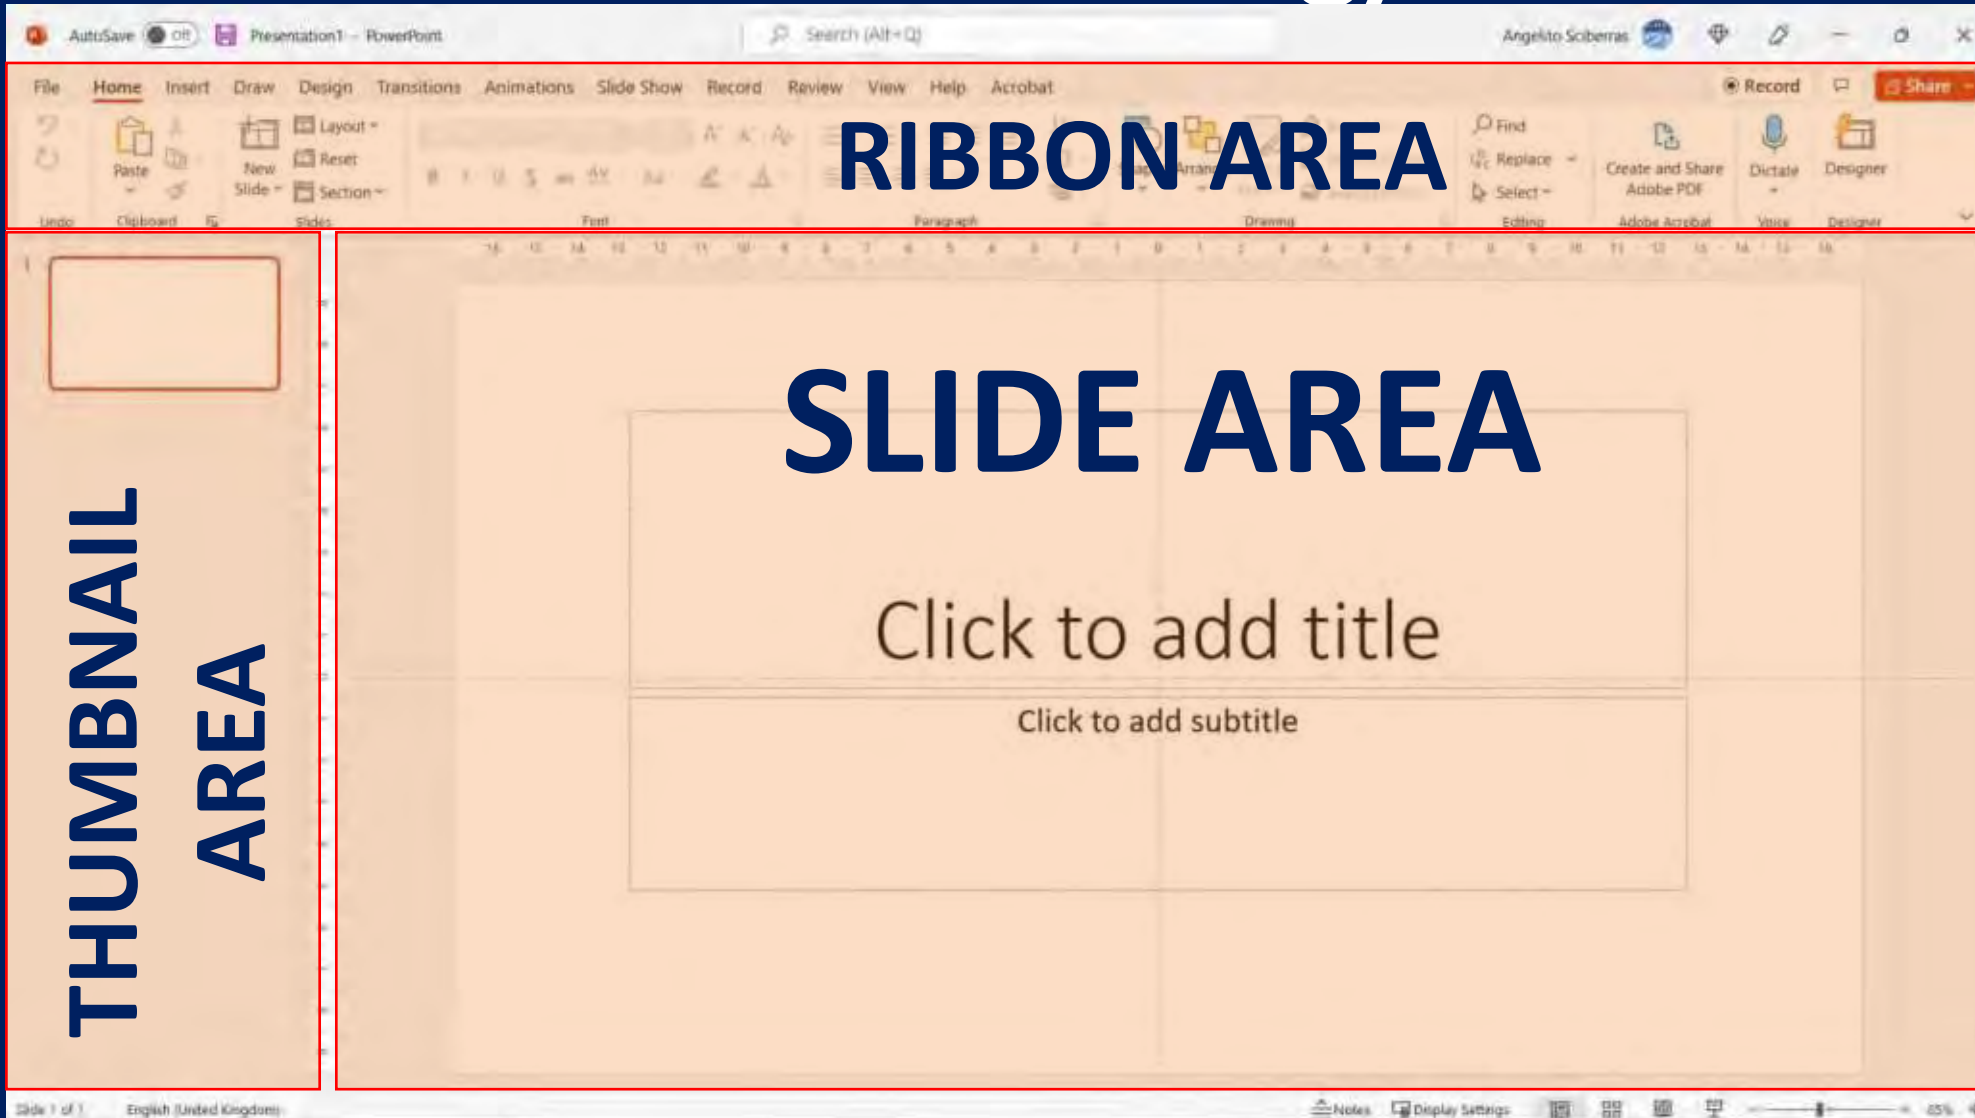 AutoSave Off Presentation1 - PowerPoint Search (Alt+Q) Angelito Sciberras
File Home Insert Draw Design Transitions Animations Slide Show Record Review View Help Acrobat Record Share
Paste
New
Slide
Layout
Reset
Section
RIBBON AREA
Find
Replace
Select
Create and Share
Adobe PDF
Dictate
Designer
Undo Clipboard Slides Font Paragraph Drawing Editing Adobe Acrobat Voice Designer
1
THUMBNAIL
AREA
SLIDE AREA
Click to add title
Click to add subtitle
Slide 1 of 1 English (United Kingdom) Notes Display Settings